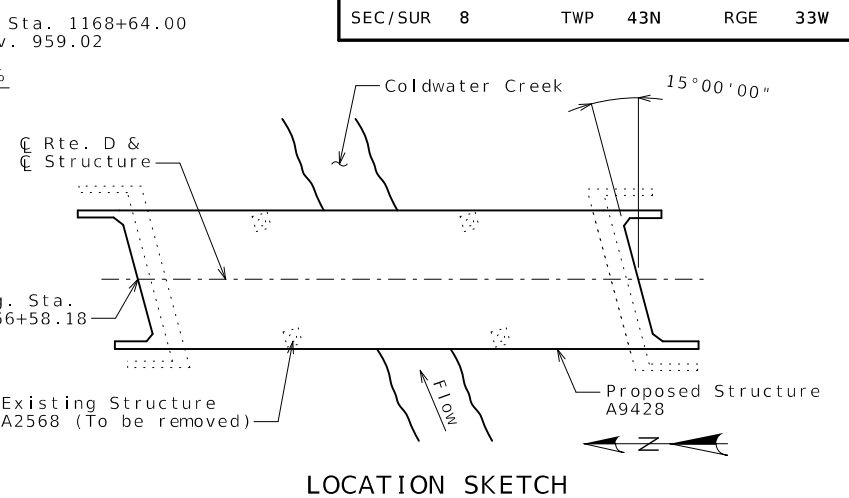 SEC/SUR 8 TWP 43N RGE 33W
Sta. 1168+64.00
v. 959.02
%
Coldwater Creek
15°00'00"
℄ Rte. D &
℄ Structure
g. Sta.
66+58.18
Existing Structure
A2568 (To be removed)
Flow
Proposed Structure
A9428
N
LOCATION SKETCH